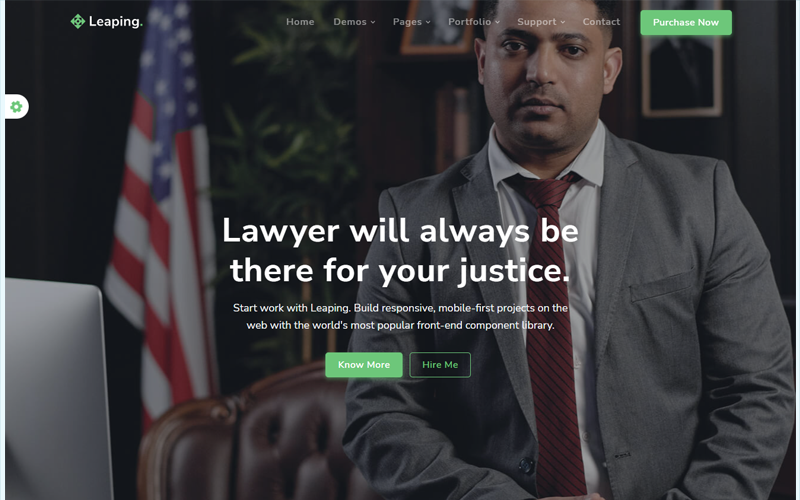 Leaping.
Home Demos Pages Portfolio Support Contact Purchase Now
Lawyer will always be
there for your justice.
Start work with Leaping. Build responsive, mobile-first projects on the
web with the world's most popular front-end component library.
Know More Hire Me